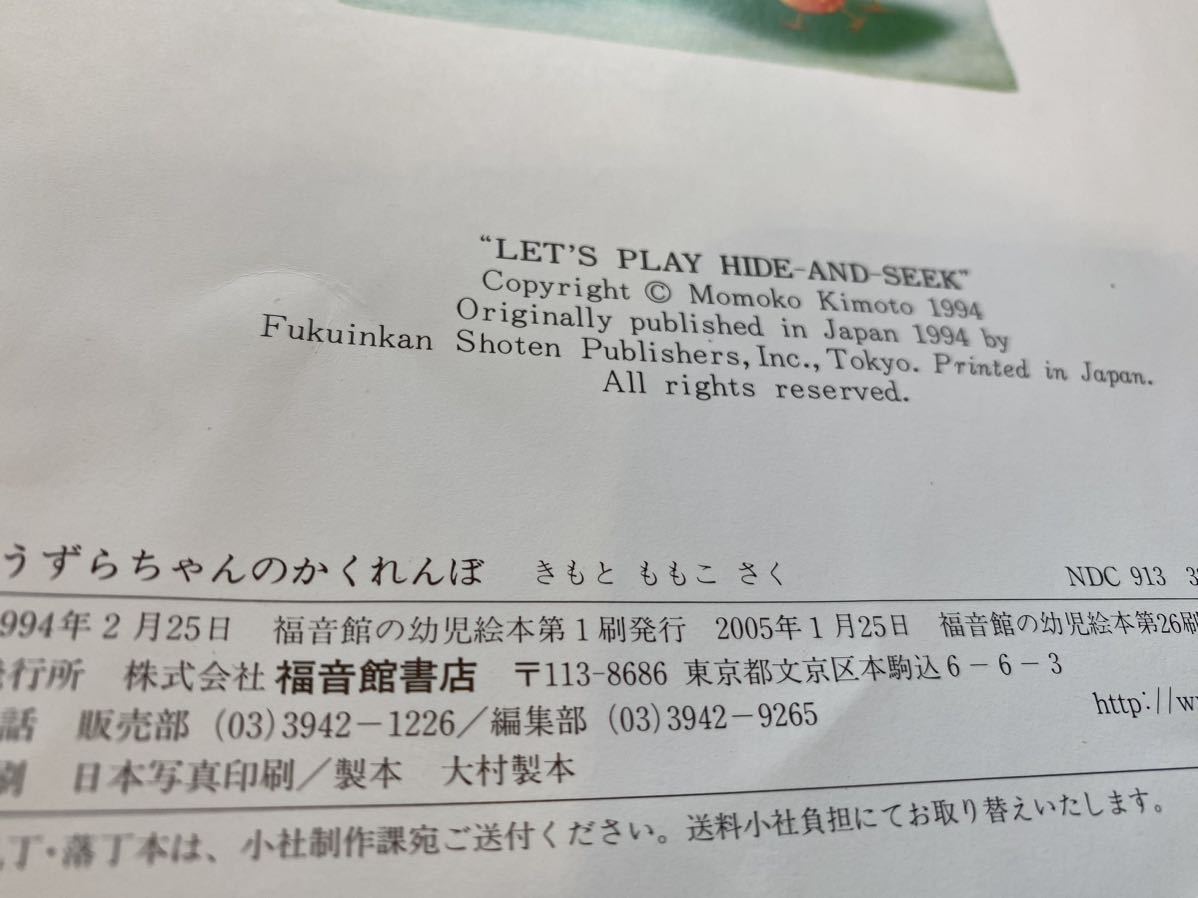 “LET’S PLAY HIDE-AND-SEEK”
Copyright © Momoko Kimoto 1994
Originally published in Japan 1994 by
Fukuinkan Shoten Publishers, Inc., Tokyo. Printed in Japan.
All rights reserved.
うずらちゃんのかくれんぼ きもと ももこ さく NDC 913
1994年2月25日 福音館の幼児絵本第1刷発行 2005年1月25日 福音館の幼児絵本第26刷
発行所 株式会社 福音館書店 〒113-8686 東京都文京区本駒込6-6-3
話 販売部 (03)3942-1226/編集部 (03)3942-9265 http://w
刷 日本写真印刷/製本 大村製本
丁・落丁本は、小社制作課宛ご送付ください。送料小社負担にてお取り替えいたします。